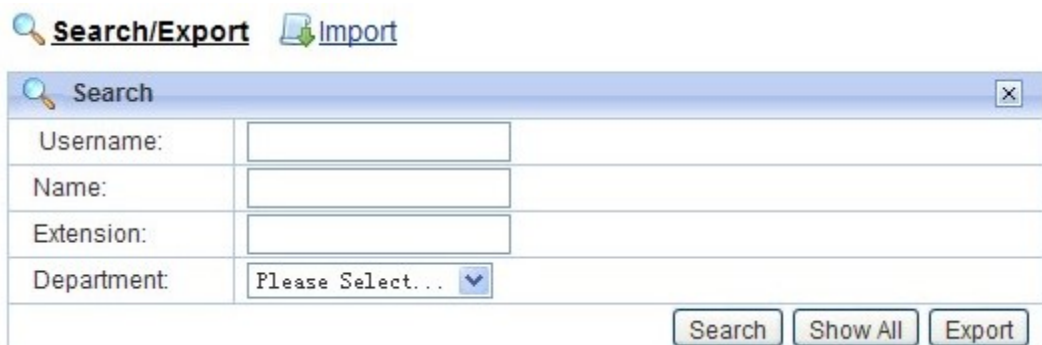 Search/Export Import
Search
Username:
Name:
Extension:
Department: Please Select...
Search Show All Export